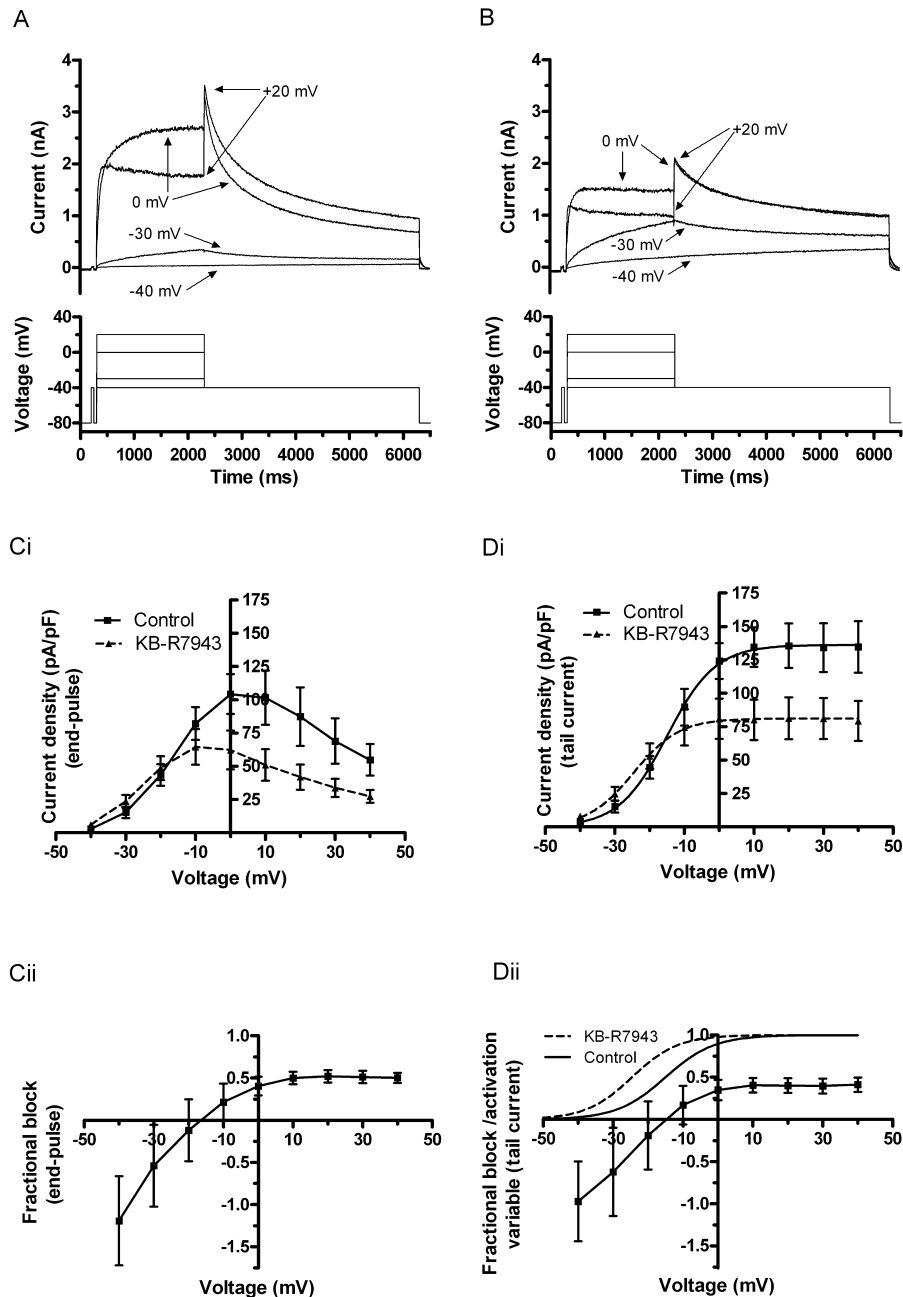 A
B
4
3
2
1
0
Current (nA)
+20 mV
0 mV
-30 mV
-40 mV
4
3
2
1
0
Current (nA)
0 mV
+20 mV
-30 mV
-40 mV
40
0
-40
-80
Voltage (mV)
0 1000 2000 3000 4000 5000 6000
Time (ms)
40
0
-40
-80
Voltage (mV)
0 1000 2000 3000 4000 5000 6000
Time (ms)
Ci
Di
Current density (pA/pF)
(end-pulse)
Control
KB-R7943
175
150
125
100
75
50
25
-50 -30 -10 10 30 50
Voltage (mV)
Current density (pA/pF)
(tail current)
Control
KB-R7943
175
150
125
100
75
50
25
-50 -30 -10 10 30 50
Voltage (mV)
Cii
Dii
Fractional block
(end-pulse)
1.0
0.5
-50 -30 -10 10 30 50
-0.5
-1.0
-1.5
Voltage (mV)
Fractional block /activation
variable (tail current)
KB-R7943
Control
1.0
0.5
-50 -30 -10 10 30 50
-0.5
-1.0
-1.5
Voltage (mV)